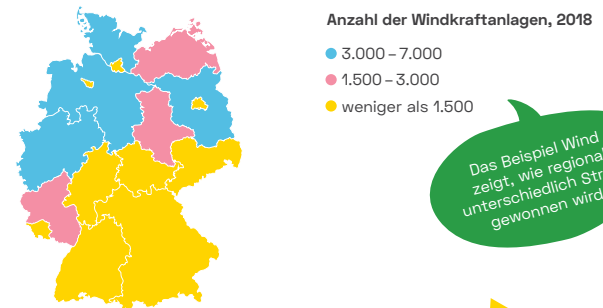 Anzahl der Windkraftanlagen, 2018
3.000 – 7.000
1.500 – 3.000
weniger als 1.500
Das Beispiel Wind
zeigt, wie
unterschiedlich
gewonnen wird